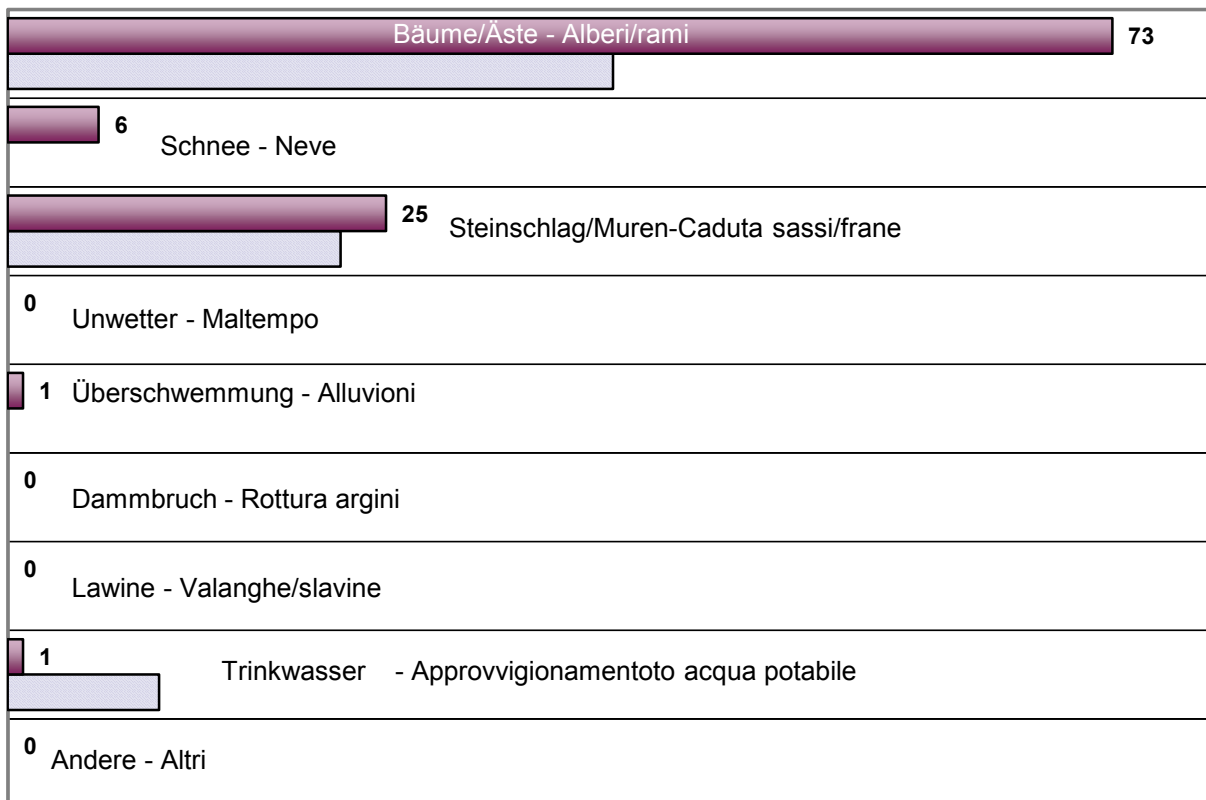 Bäume/Äste - Alberi/rami 73
6
Schnee - Neve
25
Steinschlag/Muren-Caduta sassi/frane
0
Unwetter - Maltempo
1 Überschwemmung - Alluvioni
0
Dammbruch - Rottura argini
0
Lawine - Valanghe/slavine
1
Trinkwasser - Approvvigionamentoto acqua potabile
0
Andere - Altri